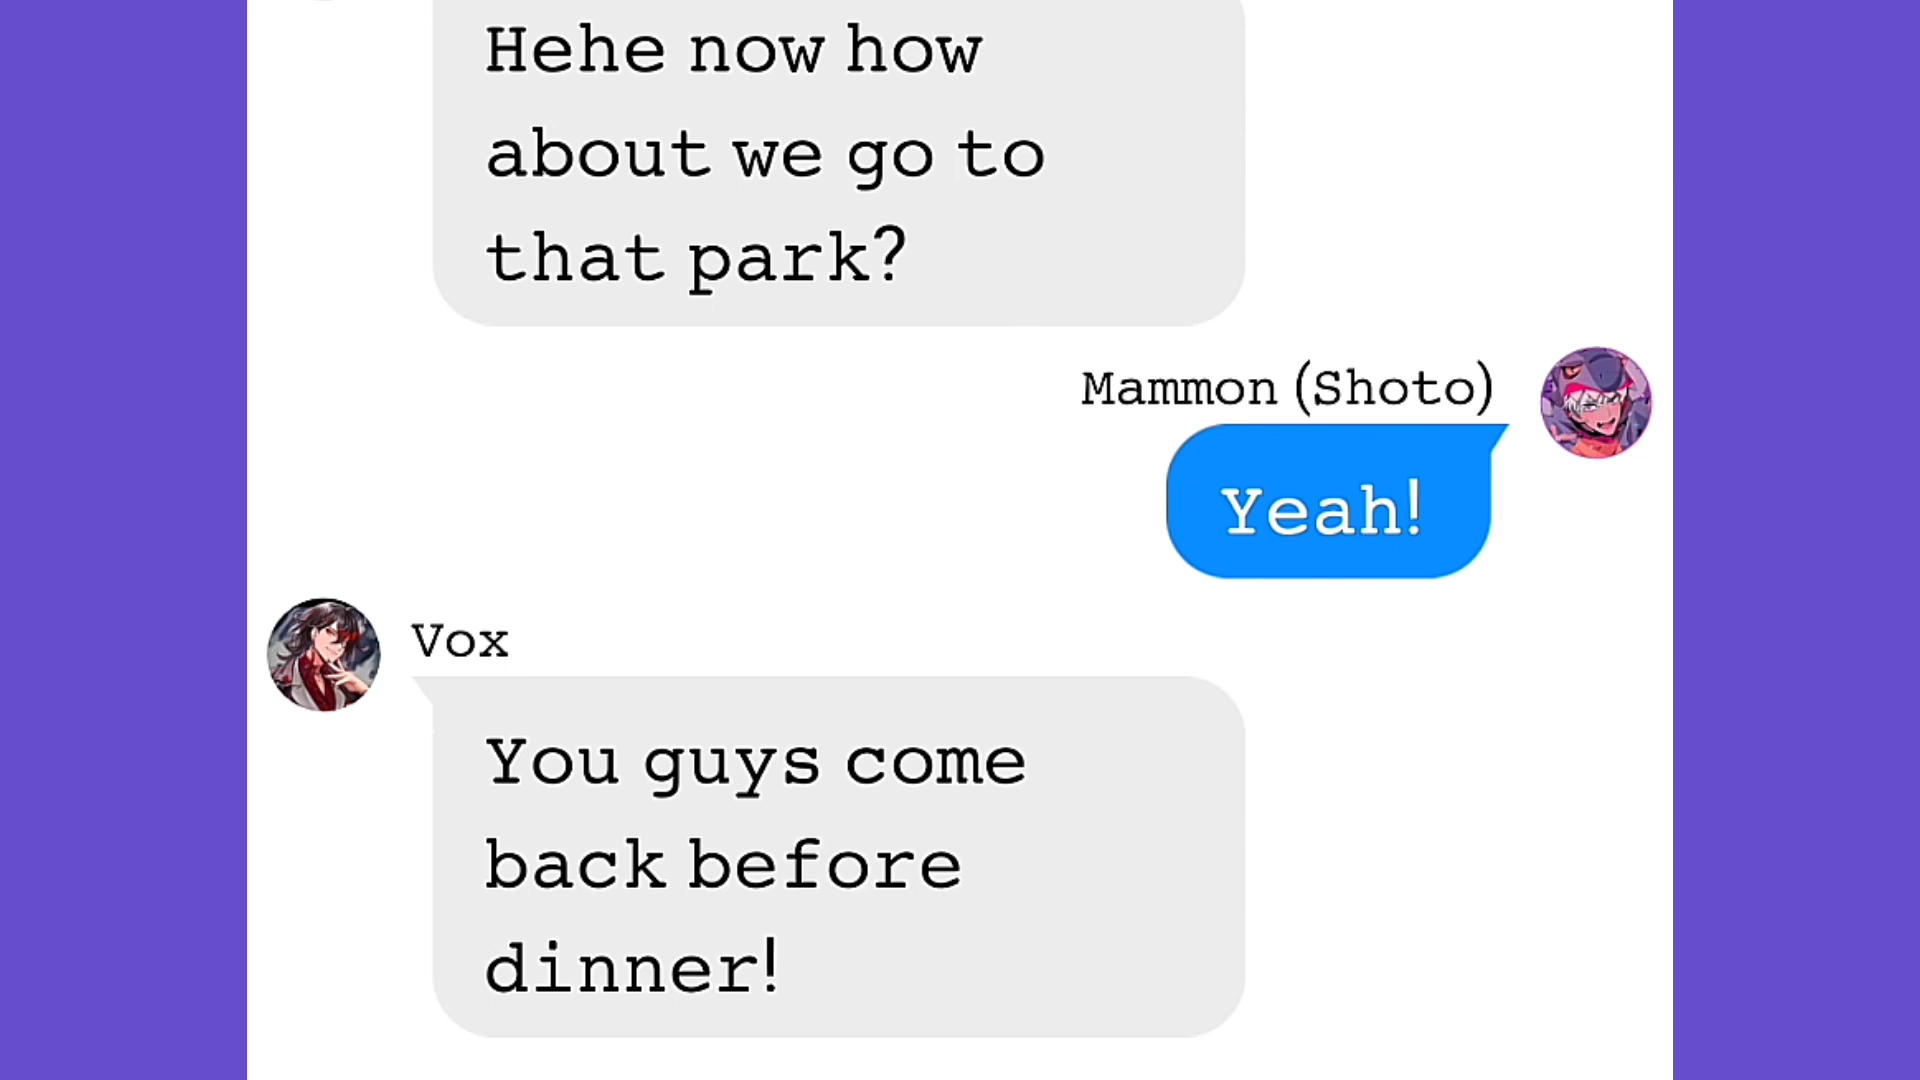 Hehe now how
about we go to
that park?
Mammon (Shoto)
Yeah!
Vox
You guys come
back before
dinner!